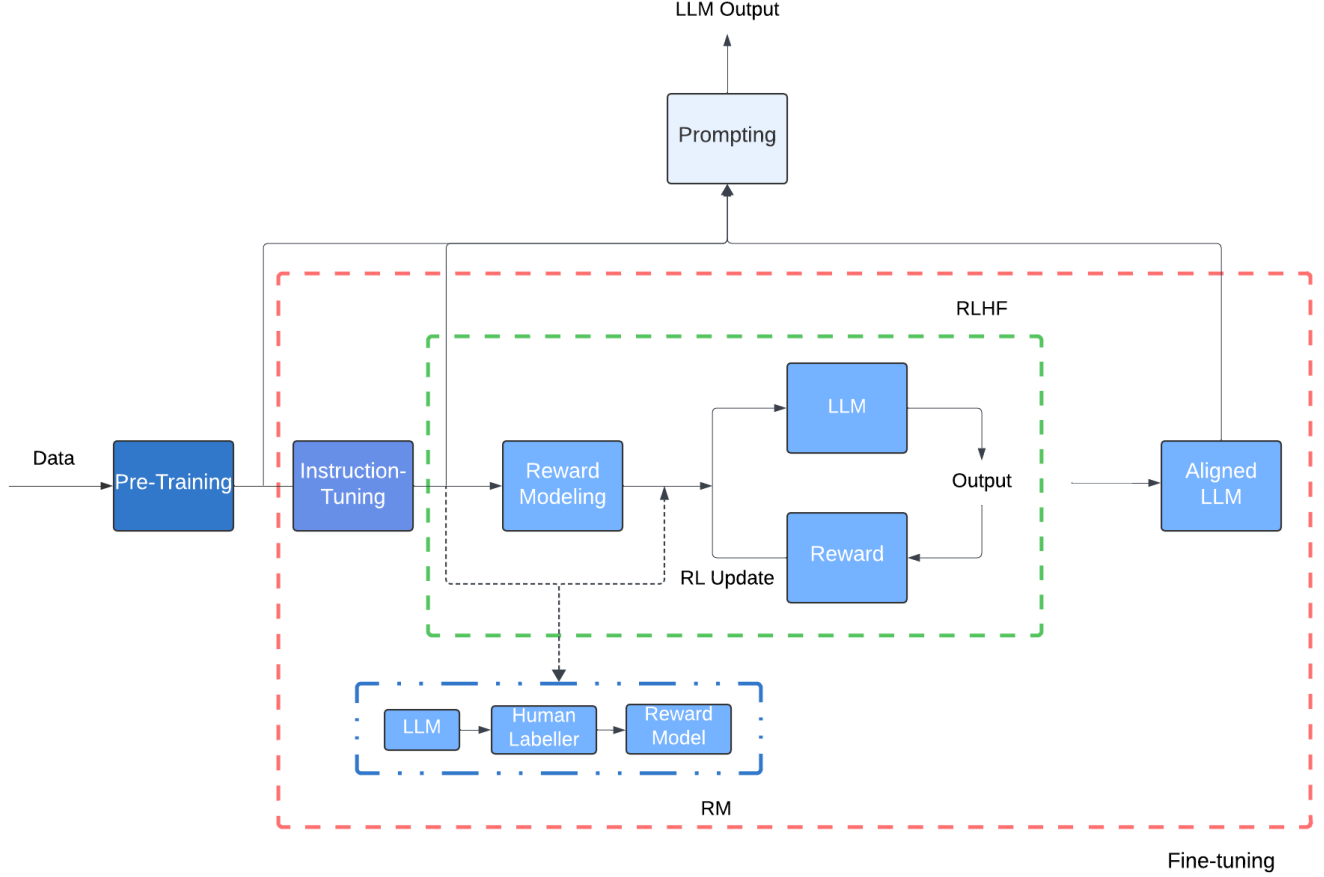 LLM Output
Prompting
RLHF
LLM
Data
Pre-Training
Instruction-
Tuning
Reward
Modeling
Output
Aligned
LLM
Reward
RL Update
LLM
Human
Labeller
Reward
Model
RM
Fine-tuning